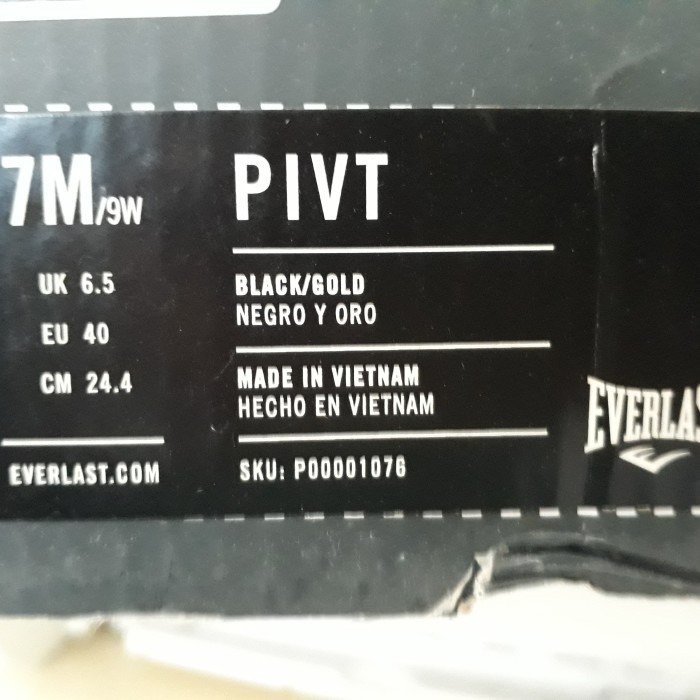 7M/9W
UK 6.5
EU 40
CM 24.4
EVERLAST.COM
PIVT
BLACK/GOLD
NEGRO Y ORO
MADE IN VIETNAM
HECHO EN VIETNAM
SKU: P00001076
EVERLAS